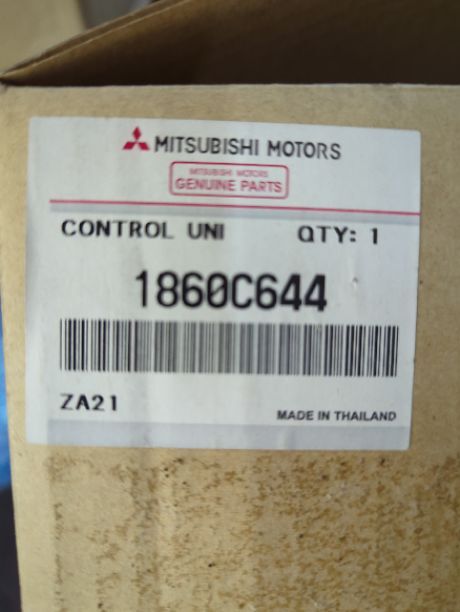 MITSUBISHI MOTORS
MITSUBISHI MOTORS
GENUINE PARTS
CONTROL UNI QTY: 1
1860C644
ZA21
MADE IN THAILAND